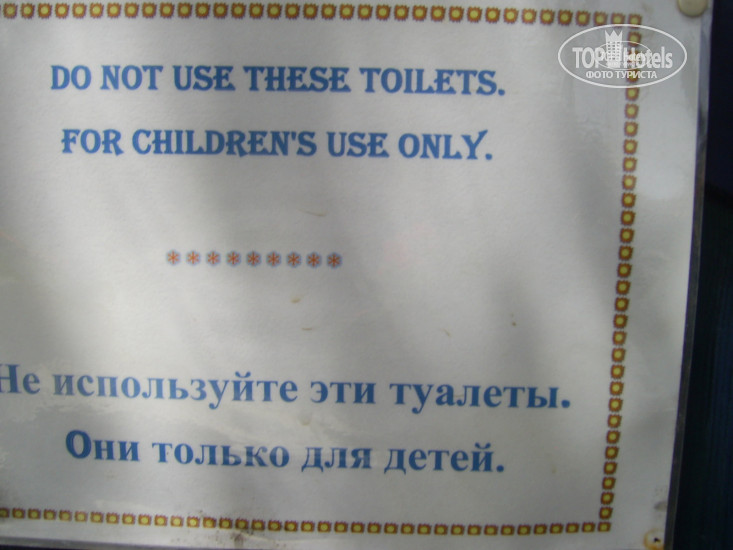 TOP Hotels
ФОТО ТУРИСТА
DO NOT USE THESE TOILETS.
FOR CHILDREN'S USE ONLY.
*********
Не используйте эти туалеты.
Они только для детей.